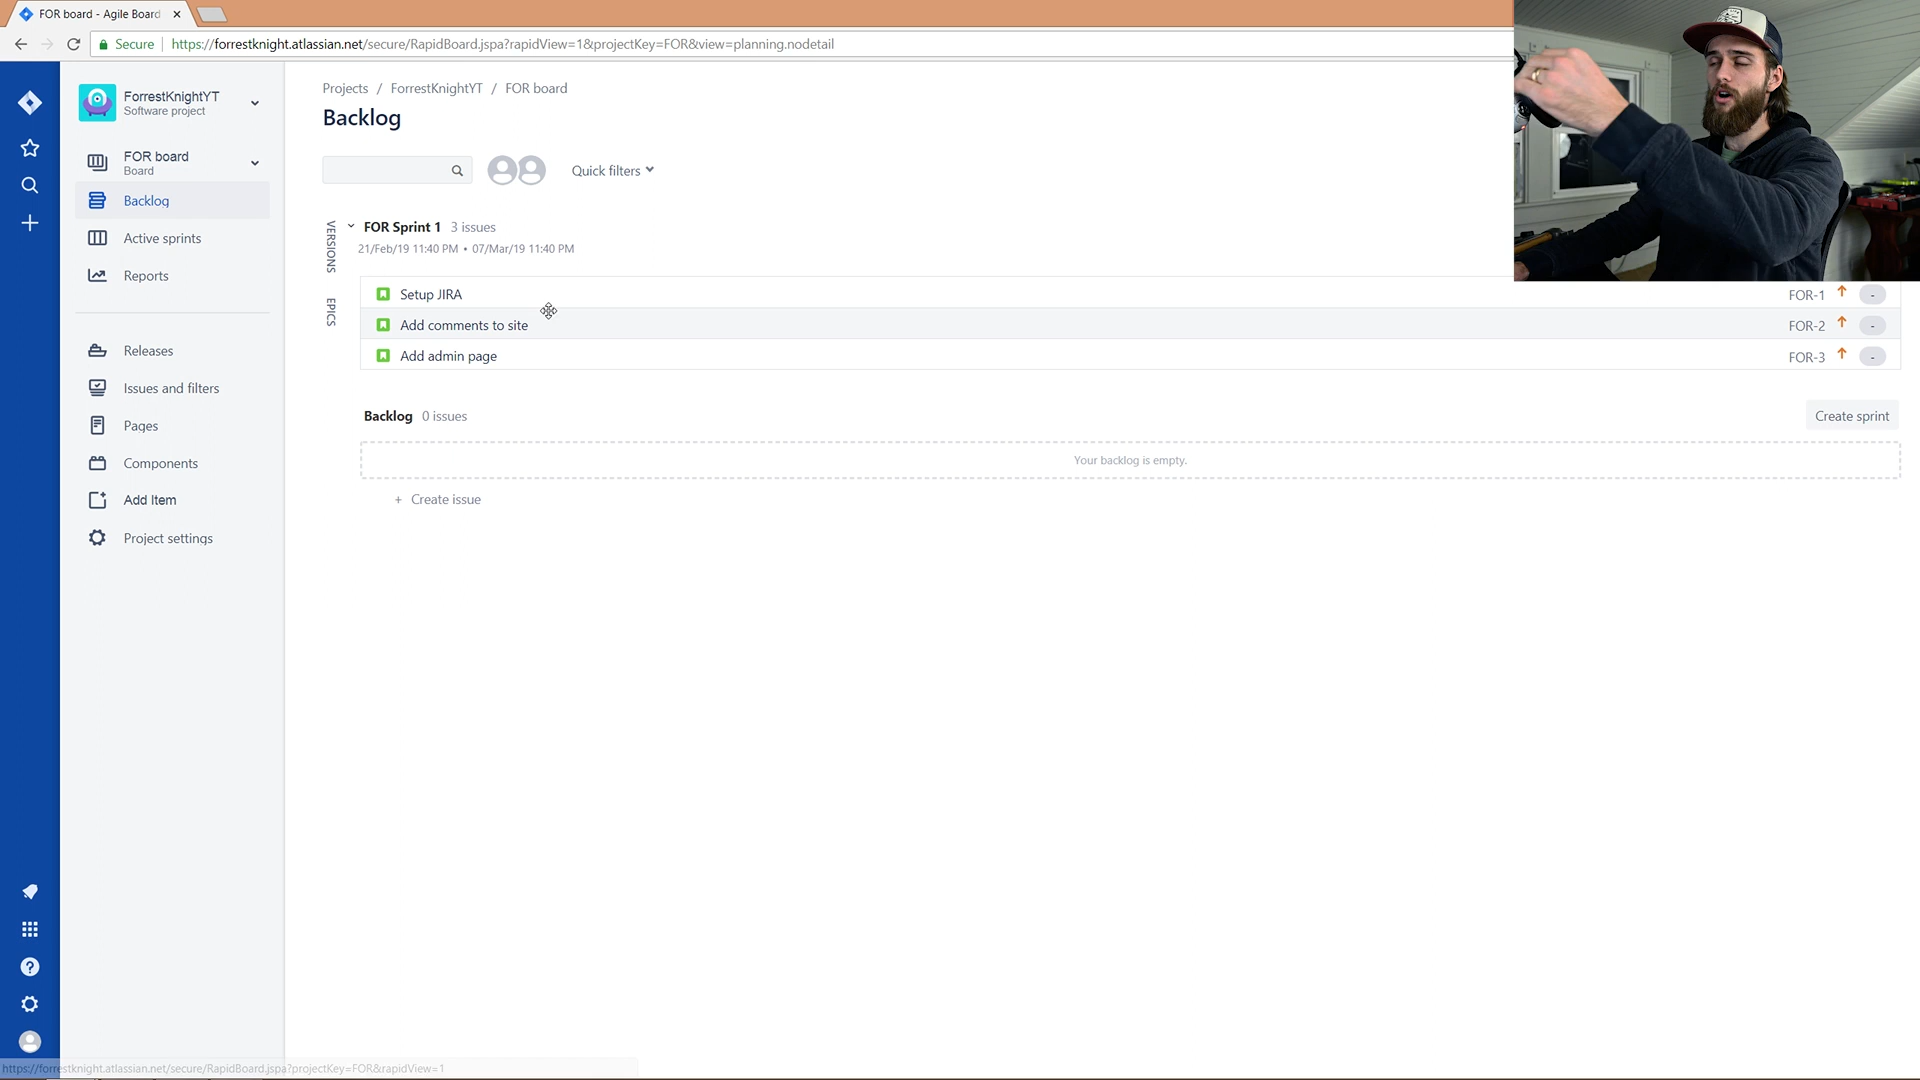 FOR board - Agile Board
Secure
https://forrestknight.atlassian.net/secure/RapidBoard.jspa?rapidView=1&projectKey=FOR&view=planning.nodetail
ForrestKnightYT
Software project
FOR board
Board
Backlog
Active sprints
Reports
Releases
Issues and filters
Pages
Components
Add Item
Project settings
Projects / ForrestKnightYT / FOR board
Backlog
Quick filters
VERSIONS
EPICS
FOR Sprint 1 3 issues
21/Feb/19 11:40 PM • 07/Mar/19 11:40 PM
Setup JIRA FOR-1 -
Add comments to site FOR-2 -
Add admin page FOR-3 -
Backlog 0 issues Create sprint
Your backlog is empty.
+ Create issue
https://forrestknight.atlassian.net/secure/RapidBoard.jspa?projectKey=FOR&rapidView=1